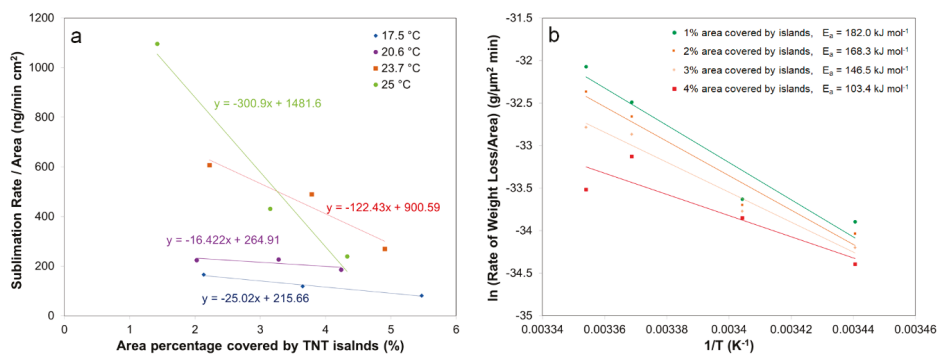 a
1200
1000
800
600
400
200
0
0 1 2 3 4 5 6
Sublimation Rate / Area (ng/min cm²)
Area percentage covered by TNT isalnds (%)
17.5 °C
20.6 °C
23.7 °C
25 °C
y = -300.9x + 1481.6
y = -122.43x + 900.59
y = -16.422x + 264.91
y = -25.02x + 215.66
b
-31.5
-32
-32.5
-33
-33.5
-34
-34.5
-35
0.00334 0.00336 0.00338 0.0034 0.00342 0.00344 0.00346
ln (Rate of Weight Loss/Area) (g/µm² min)
1/T (K⁻¹)
1% area covered by islands, Eₐ = 182.0 kJ mol⁻¹
2% area covered by islands, Eₐ = 168.3 kJ mol⁻¹
3% area covered by islands, Eₐ = 146.5 kJ mol⁻¹
4% area covered by islands, Eₐ = 103.4 kJ mol⁻¹